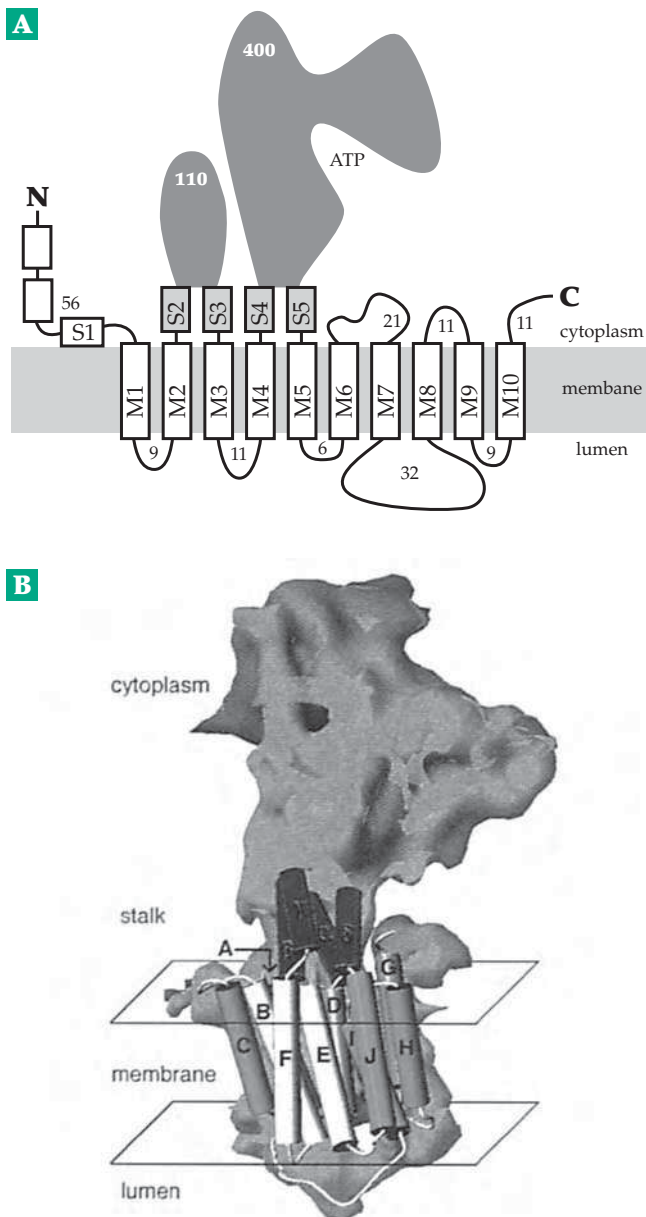 A
400
ATP
110
N
56
S1
S2
S3
S4
S5
21
11
11
C
cytoplasm
M1
M2
M3
M4
M5
M6
M7
M8
M9
M10
membane
9
11
6
32
9
lumen
B
cytoplasm
stalk
A
G
B
D
C
F
E
I
J
H
membrane
lumen